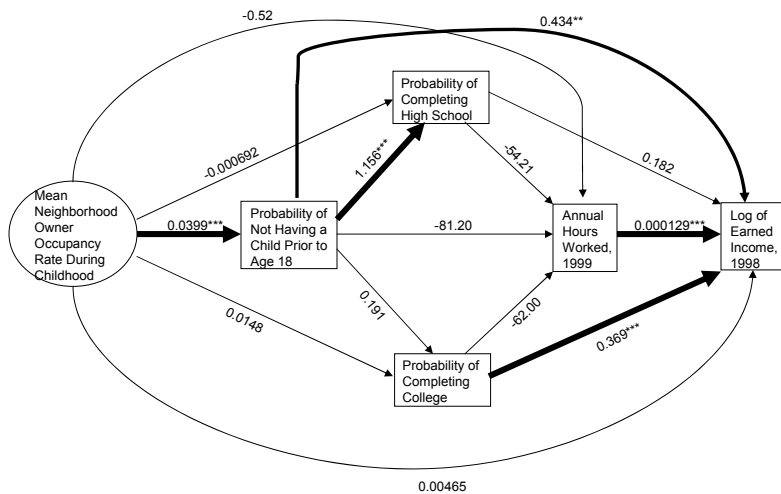 -0.52
0.434**
Probability of
Completing
High School
-0.000692
1.156***
-54.21
0.182
Mean
Neighborhood
Owner
Occupancy
Rate During
Childhood
0.0399***
Probability of
Not Having a
Child Prior to
Age 18
-81.20
Annual
Hours
Worked,
1999
0.000129***
Log of
Earned
Income,
1998
0.0148
0.191
-62.00
0.369***
Probability of
Completing
College
0.00465